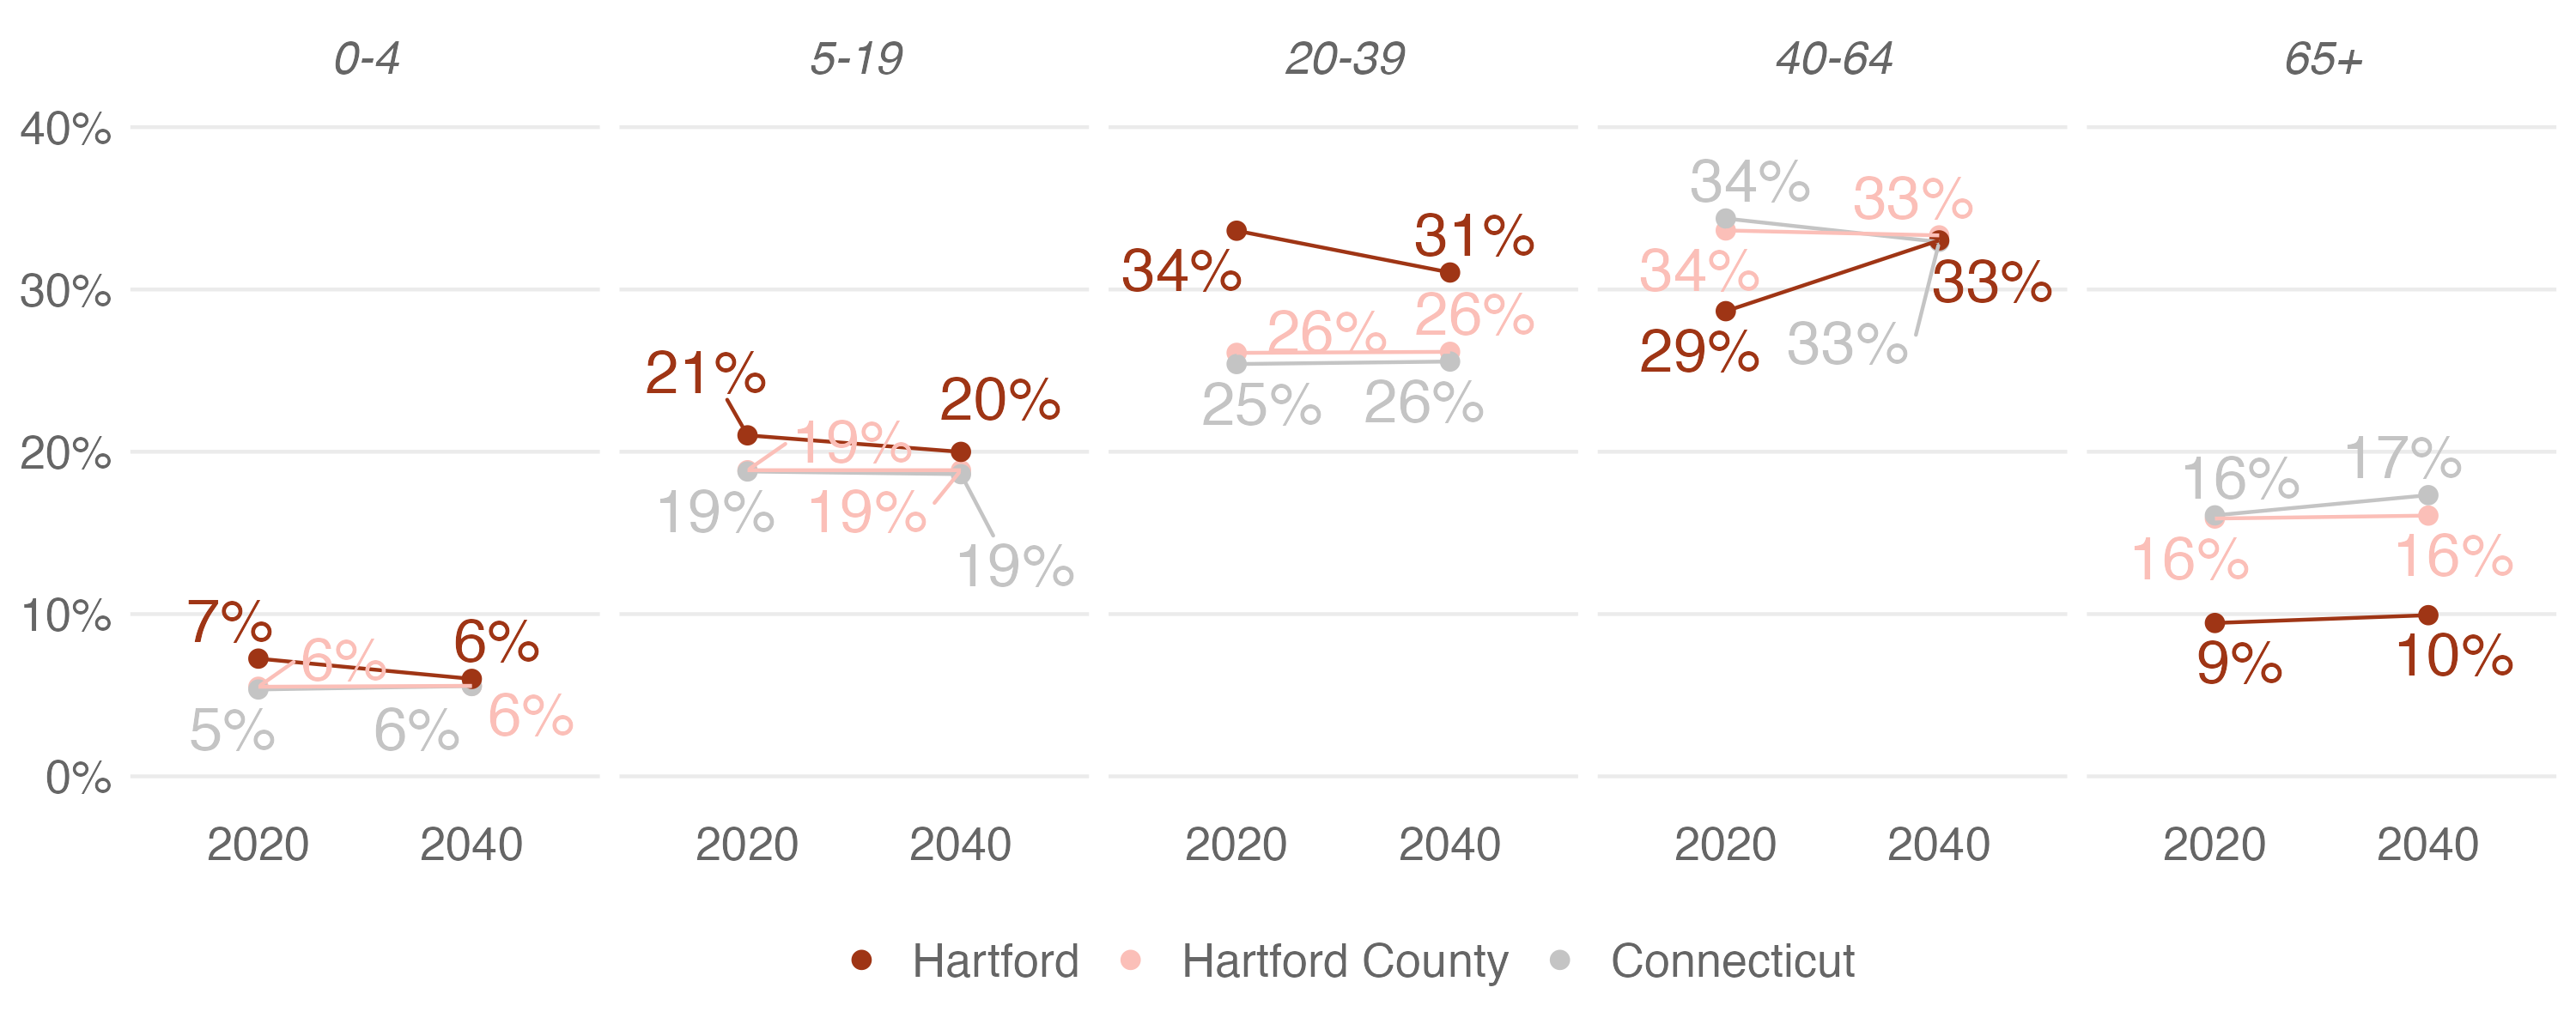 0-4 5-19 20-39 40-64 65+
40%
34% 33%
34% 31% 34% 33%
30%
26% 26% 29% 33%
21% 20% 25% 26%
20%
19% 16% 17%
19% 19% 19% 16% 16%
10%
7% 6% 6% 9% 10%
5% 6% 6%
0%
2020 2040 2020 2040 2020 2040 2020 2040 2020 2040
Hartford Hartford County Connecticut